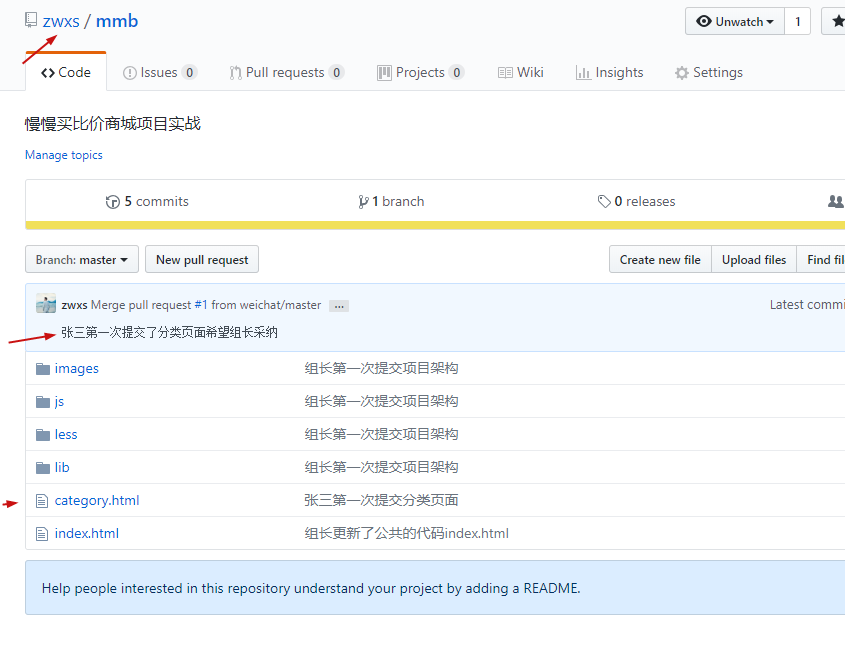 zwxs / mmb
Unwatch 1
Code Issues 0 Pull requests 0 Projects 0 Wiki Insights Settings
慢慢买比价商城项目实战
Manage topics
5 commits 1 branch 0 releases
Branch: master New pull request Create new file Upload files Find fil
zwxs Merge pull request #1 from weichat/master ... Latest commi
张三第一次提交了分类页面希望组长采纳
images 组长第一次提交项目架构
js 组长第一次提交项目架构
less 组长第一次提交项目架构
lib 组长第一次提交项目架构
category.html 张三第一次提交分类页面
index.html 组长更新了公共的代码index.html
Help people interested in this repository understand your project by adding a README.